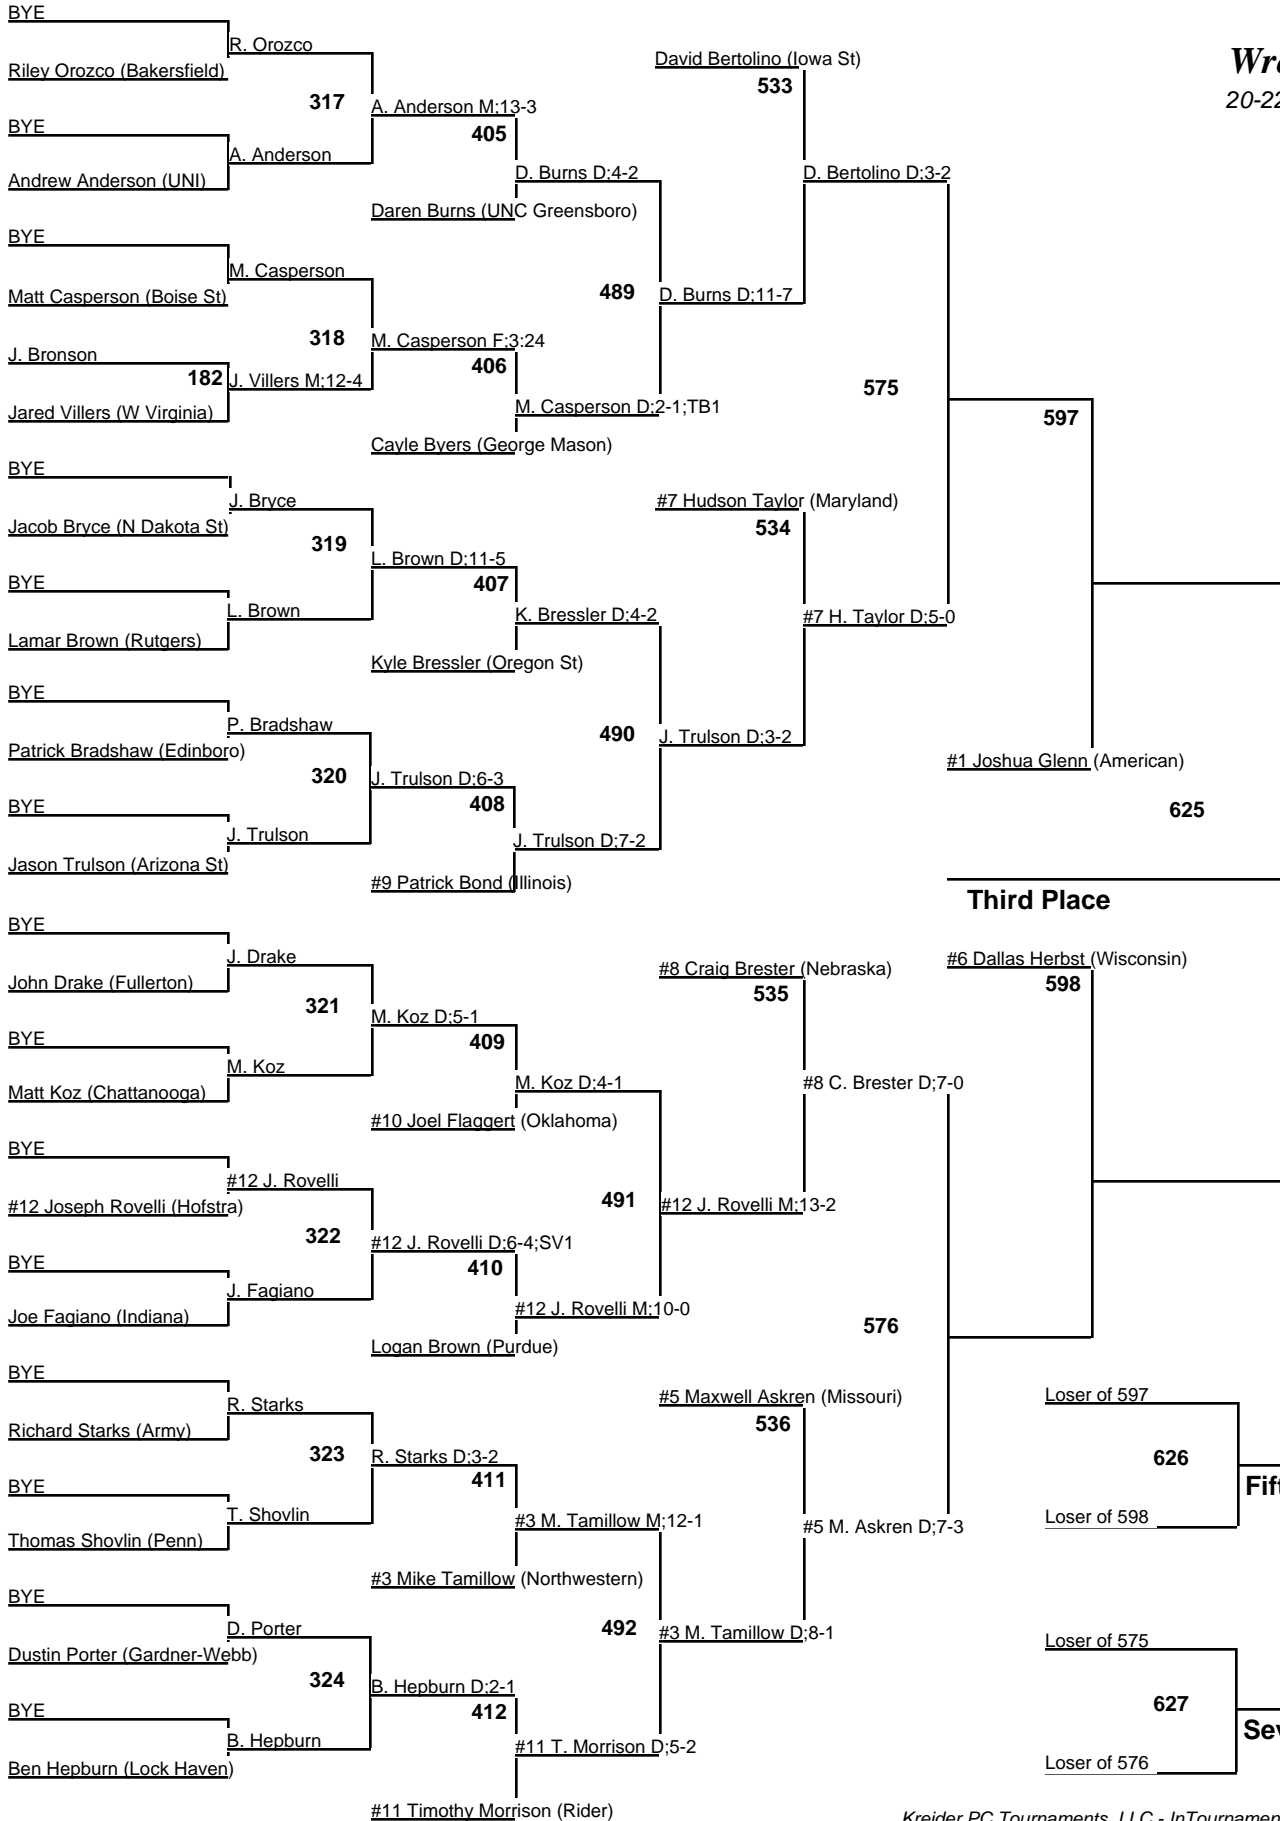 BYE
R. Orozco
Riley Orozco (Bakersfield)
317
A. Anderson M;13-3
BYE
405
A. Anderson
Andrew Anderson (UNI)
D. Burns D;4-2
Daren Burns (UNC Greensboro)
BYE
M. Casperson
Matt Casperson (Boise St)
489
D. Burns D;11-7
318
M. Casperson F;3:24
J. Bronson
406
182
J. Villers M;12-4
Jared Villers (W Virginia)
M. Casperson D;2-1;TB1
Cayle Byers (George Mason)
David Bertolino (Iowa St)
533
D. Bertolino D;3-2
575
597
BYE
J. Bryce
Jacob Bryce (N Dakota St)
319
L. Brown D;11-5
407
BYE
L. Brown
Lamar Brown (Rutgers)
K. Bressler D;4-2
Kyle Bressler (Oregon St)
#7 Hudson Taylor (Maryland)
534
#7 H. Taylor D;5-0
BYE
P. Bradshaw
Patrick Bradshaw (Edinboro)
490
J. Trulson D;3-2
320
J. Trulson D;6-3
408
BYE
J. Trulson
Jason Trulson (Arizona St)
J. Trulson D;7-2
#9 Patrick Bond (Illinois)
#1 Joshua Glenn (American)
625
Third Place
BYE
J. Drake
John Drake (Fullerton)
321
M. Koz D;5-1
409
BYE
M. Koz
Matt Koz (Chattanooga)
M. Koz D;4-1
#10 Joel Flaggert (Oklahoma)
#8 Craig Brester (Nebraska)
535
#8 C. Brester D;7-0
#6 Dallas Herbst (Wisconsin)
598
BYE
#12 J. Rovelli
#12 Joseph Rovelli (Hofstra)
491
#12 J. Rovelli M;13-2
322
#12 J. Rovelli D;6-4;SV1
410
BYE
J. Fagiano
Joe Fagiano (Indiana)
#12 J. Rovelli M;10-0
Logan Brown (Purdue)
576
BYE
R. Starks
Richard Starks (Army)
323
R. Starks D;3-2
411
BYE
T. Shovlin
Thomas Shovlin (Penn)
#3 M. Tamillow M;12-1
#3 Mike Tamillow (Northwestern)
#5 Maxwell Askren (Missouri)
536
#5 M. Askren D;7-3
BYE
D. Porter
Dustin Porter (Gardner-Webb)
492
#3 M. Tamillow D;8-1
324
B. Hepburn D;2-1
412
BYE
B. Hepburn
Ben Hepburn (Lock Haven)
#11 T. Morrison D;5-2
#11 Timothy Morrison (Rider)
Loser of 597
626
Loser of 598
Loser of 575
627
Loser of 576
20-22
Kreider PC Tournaments, LLC - InTournamen